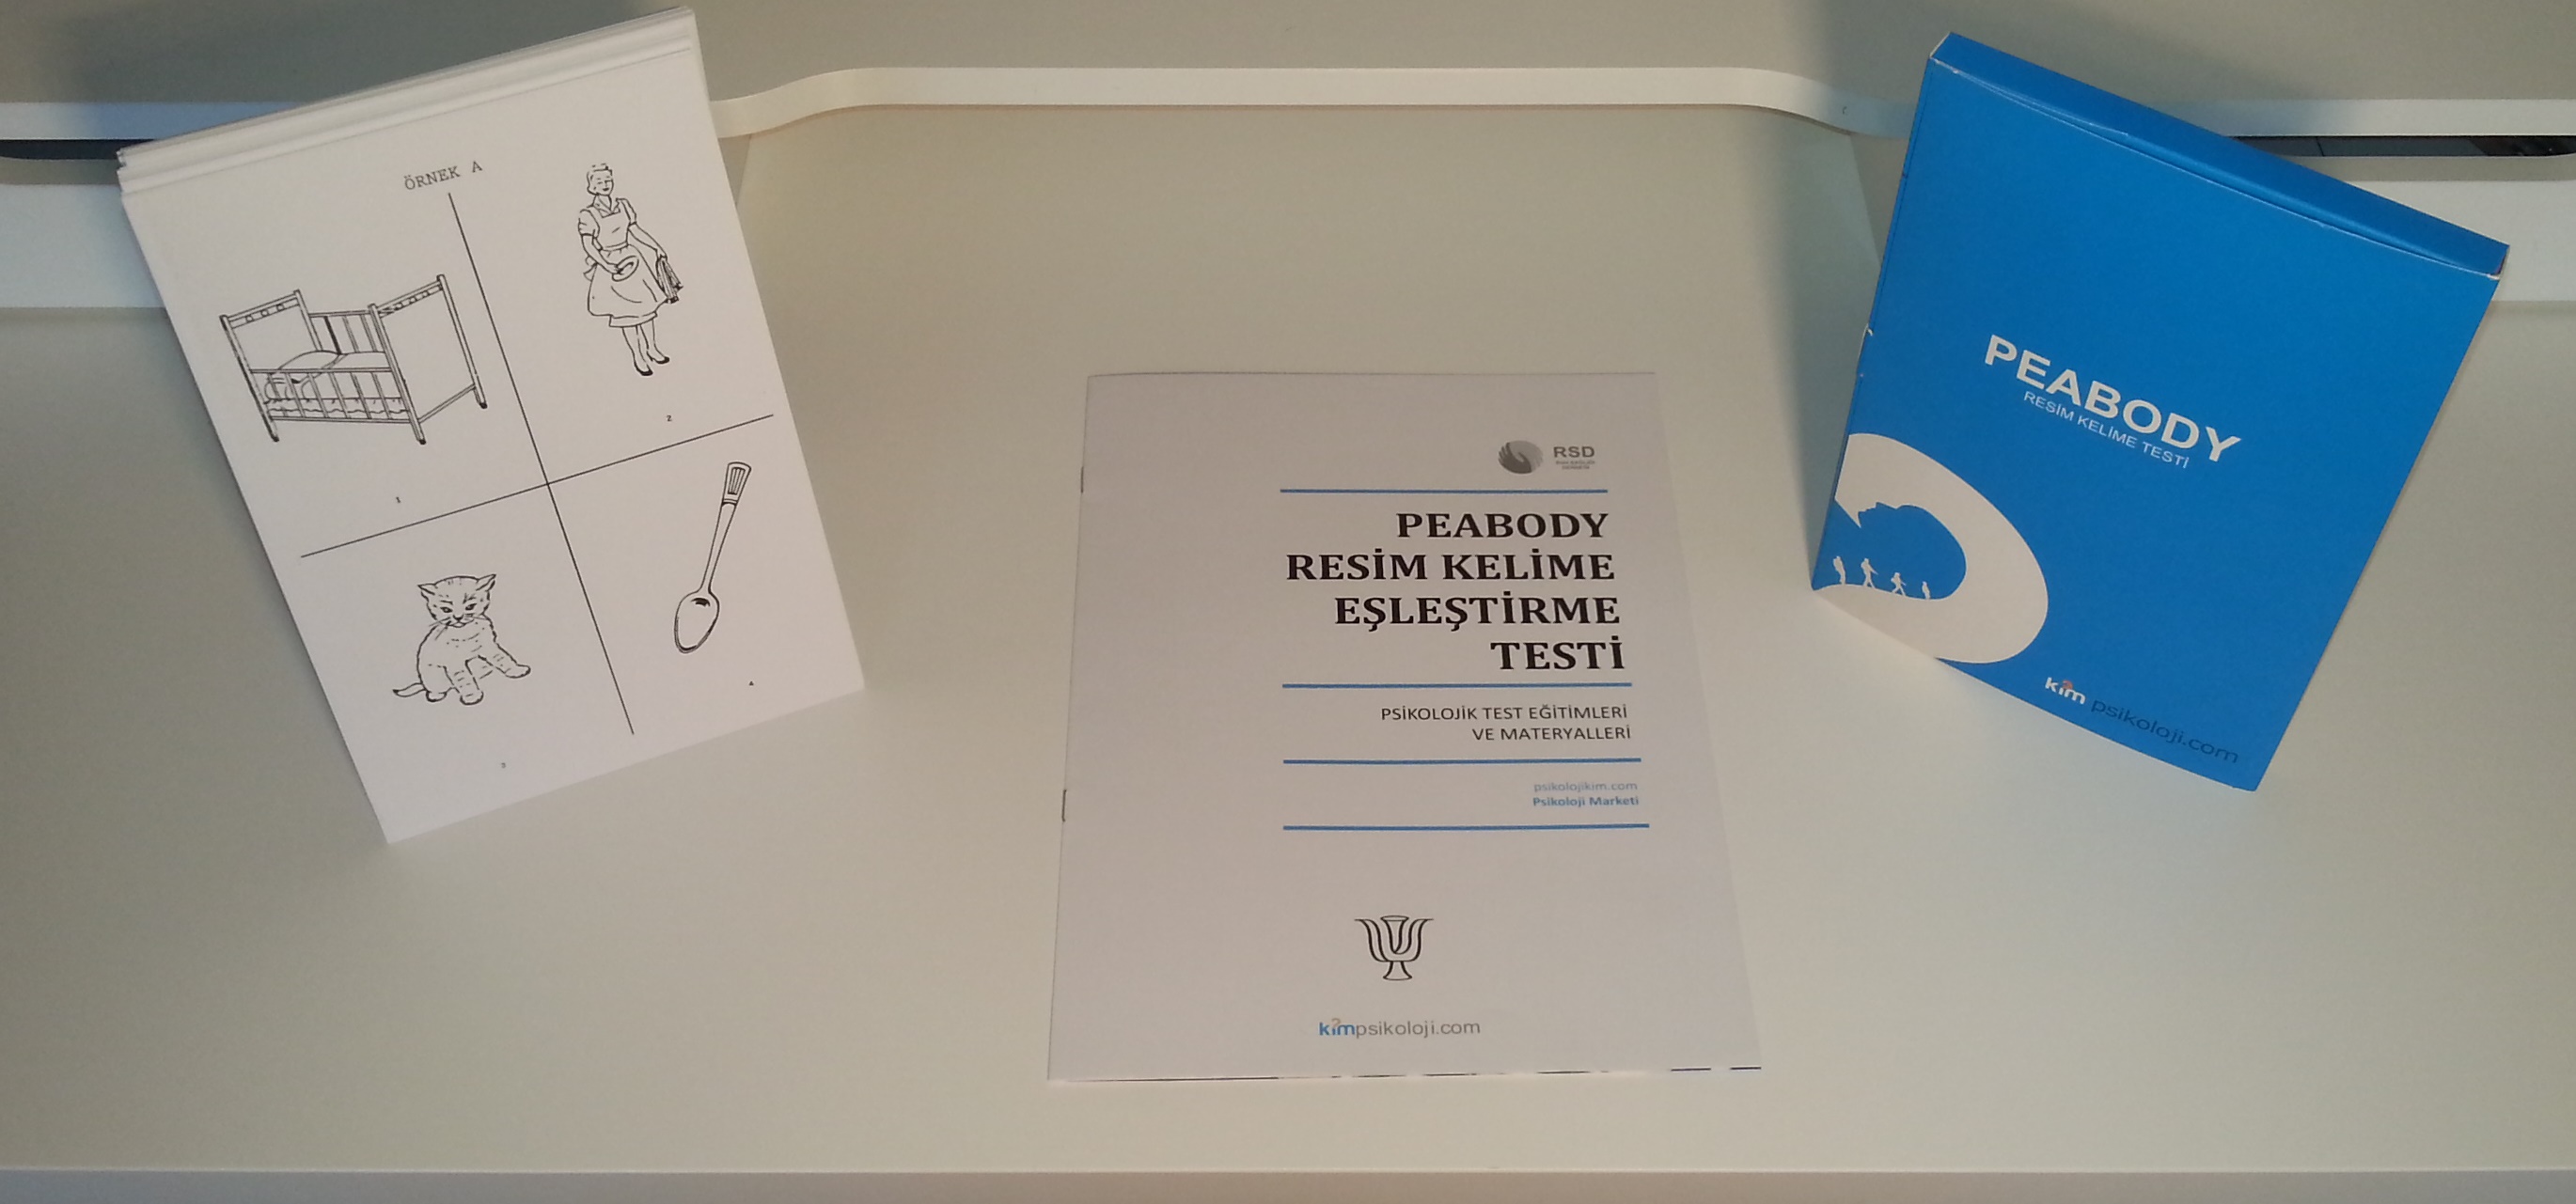 ÖRNEK A
1
2
3
4
RSD
PEABODY
RESİM KELİME
EŞLEŞTİRME
TESTİ
PSİKOLOJİK TEST EĞİTİMLERİ
VE MATERYALLERİ
psikolojikim.com
Psikoloji Marketi
kimpsikoloji.com
PEABODY
RESİM KELİME TESTİ
kim psikoloji.com